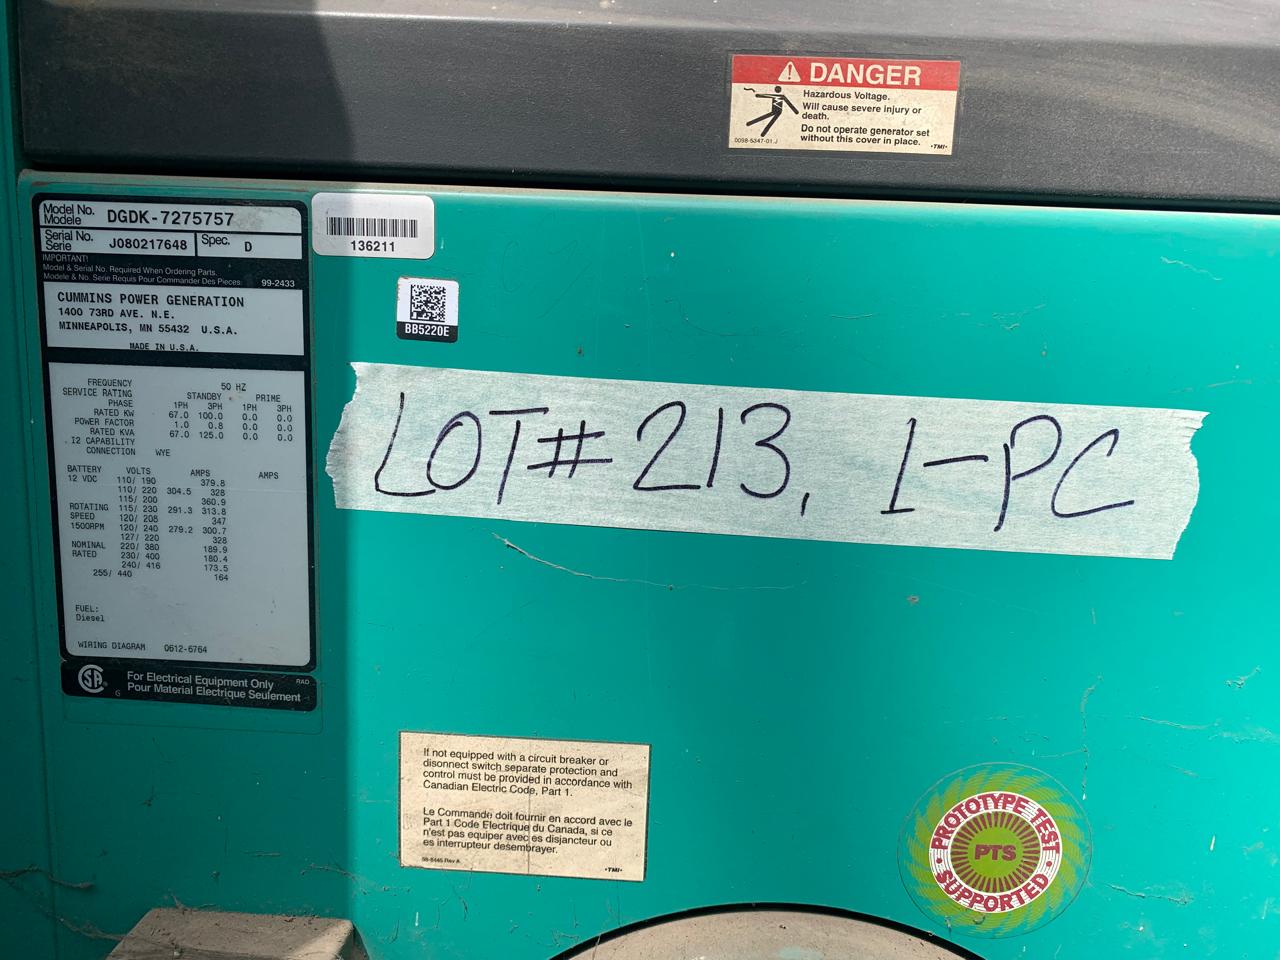 DANGER
Hazardous Voltage.
Will cause severe injury or
death.
Do not operate generator set
without this cover in place.
0098-5347-01 J
-TMI-
Model No.
Modele
DGDK-7275757
Serial No.
Serie
J080217648
Spec.
D
IMPORTANT!
Model & Serial No. Required When Ordering Parts.
Modele & No. Serie Requis Pour Commander Des Pieces
99-2433
CUMMINS POWER GENERATION
1400 73RD AVE. N.E.
MINNEAPOLIS, MN 55432 U.S.A.
MADE IN U.S.A.
FREQUENCY 50 HZ
SERVICE RATING STANDBY PRIME
PHASE 1PH 3PH 1PH 3PH
RATED KW 67.0 100.0 0.0 0.0
POWER FACTOR 1.0 0.8 0.0 0.0
RATED KVA 67.0 125.0 0.0 0.0
I2 CAPABILITY
CONNECTION WYE
BATTERY VOLTS AMPS AMPS
12 VDC 110/ 190 379.8
110/ 220 304.5 328
115/ 200 360.9
ROTATING 115/ 230 291.3 313.8
SPEED 120/ 208 347
1500RPM 120/ 240 279.2 300.7
127/ 220 328
NOMINAL 220/ 380 189.9
RATED 230/ 400 180.4
240/ 416 173.5
255/ 440 164
FUEL:
Diesel
WIRING DIAGRAM 0612-6764
SA
G
For Electrical Equipment Only
Pour Material Electrique Seulement
RAD
136211
BB5220E
LOT# 213, 1-PC
If not equipped with a circuit breaker or
disonnect switch separate protection and
control must be provided in accordance with
Canadian Electric Code, Part 1.
Le Commande doit fournir en accord avec le
Part 1 Code Electrique du Canada, si ce
n'est pas equiper avec es disjancteur ou
es interrupteur desembrayer.
98-8445 Rev A
-TMI-
PROTOTYPE TEST
PTS
SUPPORTED